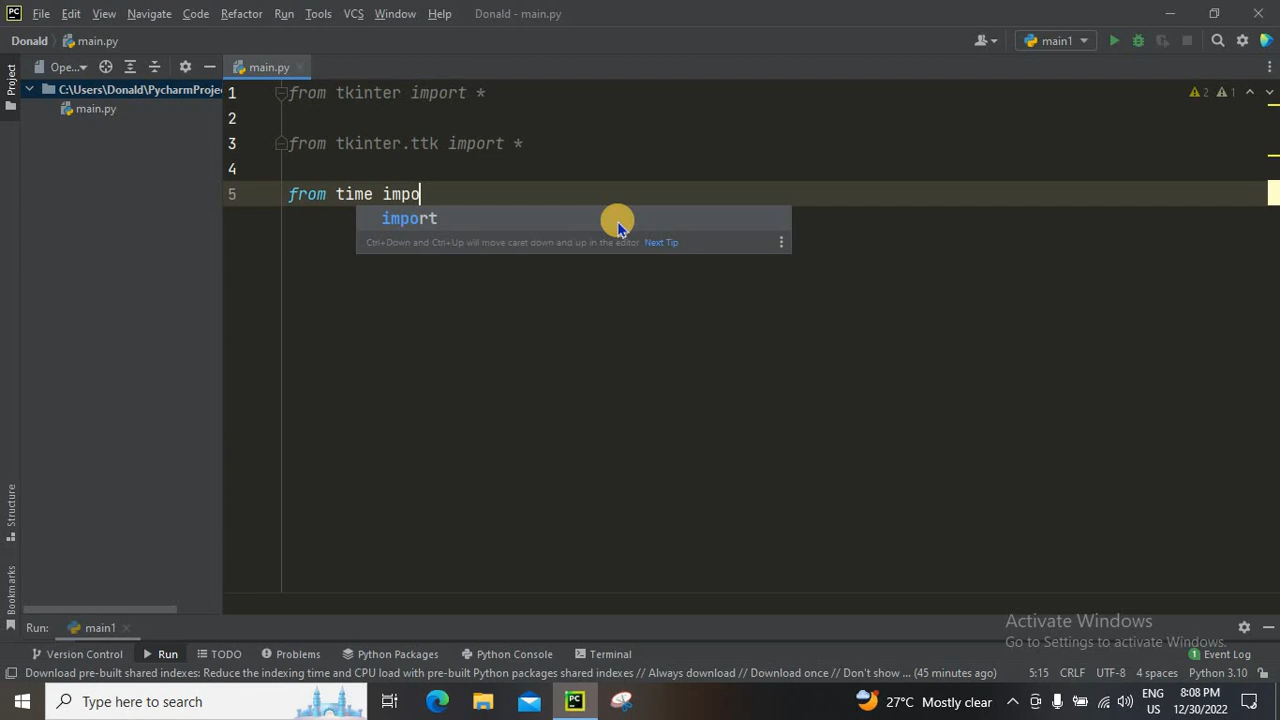 PC File Edit View Navigate Code Refactor Run Tools VCS Window Help Donald - main.py
Donald main.py main1
Project Ope... main.py
1 from tkinter import * 2 1
C:\Users\Donald\PycharmProje
main.py
2
3 from tkinter.ttk import *
4
5 from time impo
import
Ctrl+Down and Ctrl+Up will move caret down and up in the editor Next Tip
Structure
Bookmarks
Activate Windows
Go to Settings to activate Windows.
Run: main1
Version Control Run TODO Problems Python Packages Python Console Terminal 1 Event Log
Download pre-built shared indexes: Reduce the indexing time and CPU load with Python packages shared indexes // Always download // Download once // Don't show ... (45 minutes ago) 5:15 CRLF UTF-8 4 spaces Python 3.10
Type here to search PC 27°C Mostly clear ENG US 8:08 PM 12/30/2022